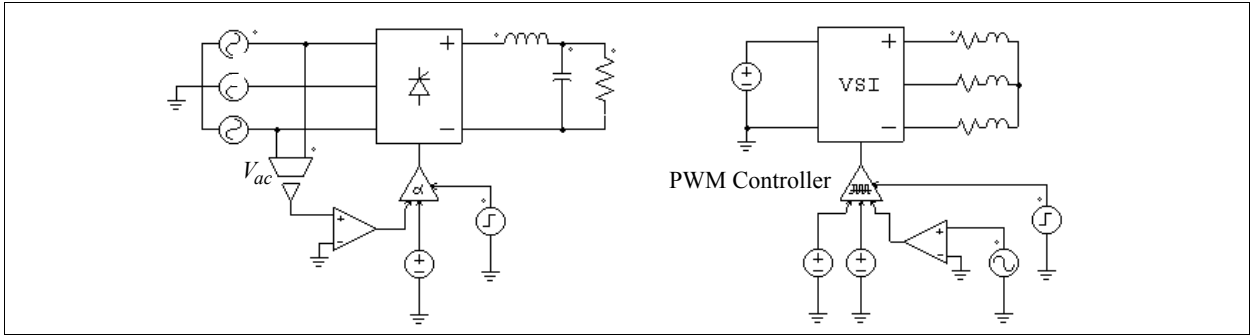 V_ac
α
VSI
PWM Controller